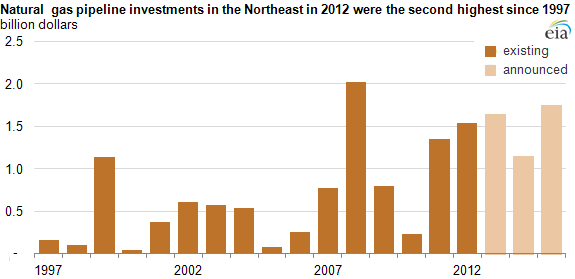 Natural gas pipeline investments in the Northeast in 2012 were the second highest since 1997
billion dollars
eia
2.5
existing
announced
2.0
1.5
1.0
0.5
-
1997 2002 2007 2012